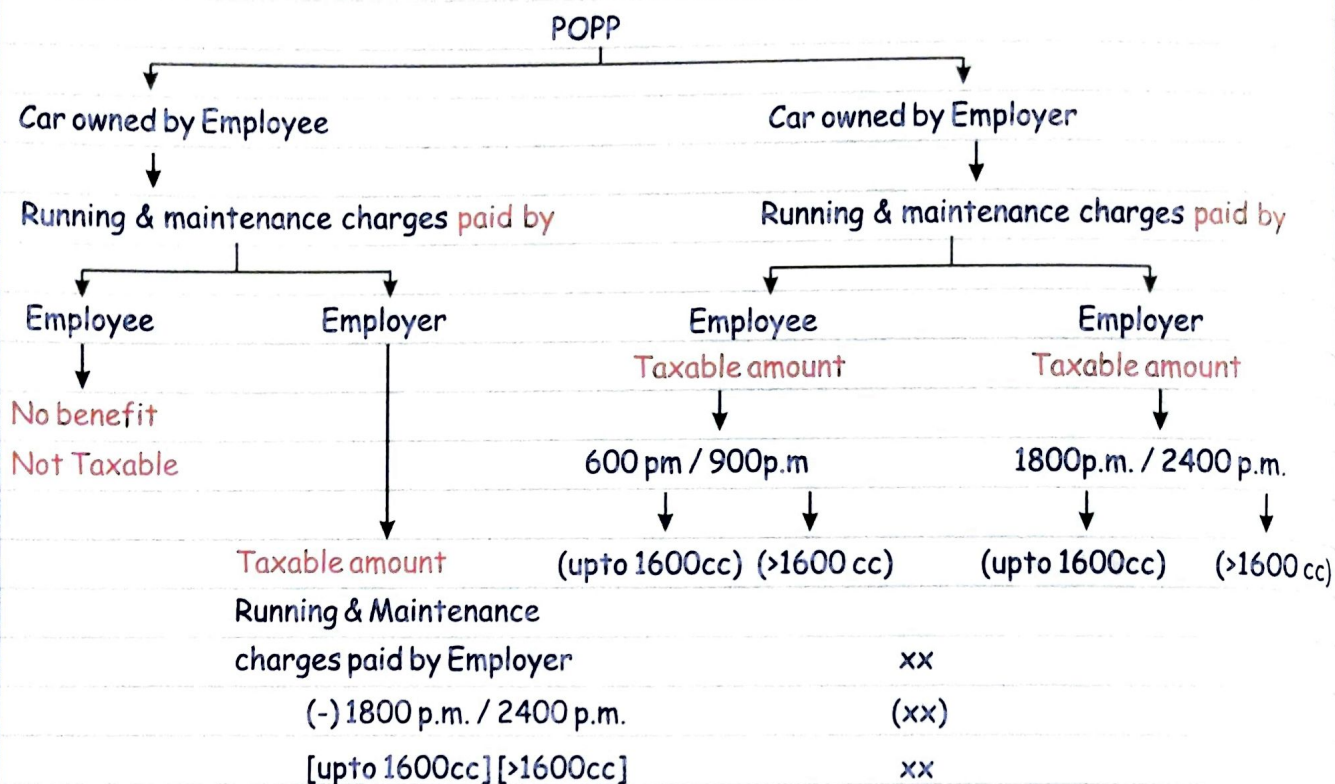 POPP
Car owned by Employee Car owned by Employer
Running & maintenance charges paid by Running & maintenance charges paid by
Employee Employer Employee Employer
Taxable amount Taxable amount
No benefit
Not Taxable 600 pm / 900p.m 1800p.m. / 2400 p.m.
Taxable amount (upto 1600cc) (>1600 cc) (upto 1600cc) (>1600 cc)
Running & Maintenance
charges paid by Employer xx
(-) 1800 p.m. / 2400 p.m. (xx)
[upto 1600cc] [>1600cc] xx